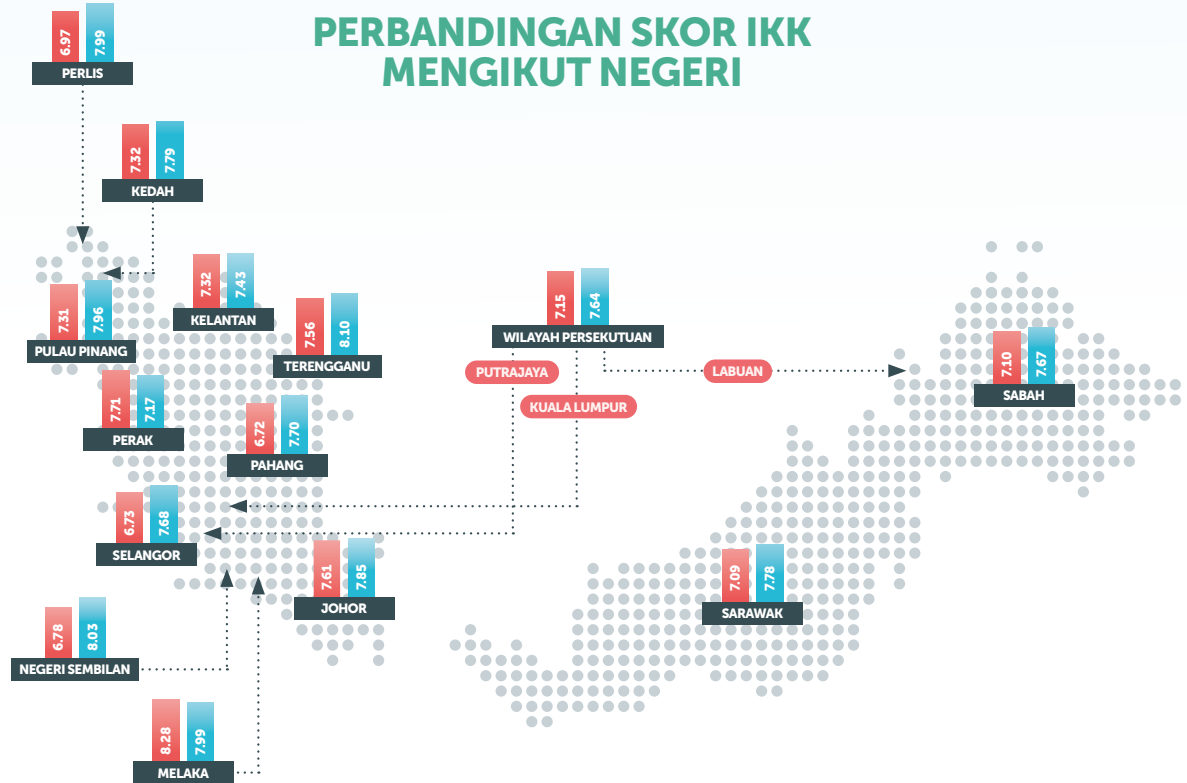 PERBANDINGAN SKOR IKK
MENGIKUT NEGERI
6.97 7.99
PERLIS
7.32 7.79
KEDAH
7.32 7.43
KELANTAN
7.31 7.96
PULAU PINANG
7.56 8.10
TERENGGANU
7.15 7.64
WILAYAH PERSEKUTUAN
PUTRAJAYA
LABUAN
KUALA LUMPUR
7.10 7.67
SABAH
7.71 7.17
PERAK
6.72 7.70
PAHANG
6.73 7.68
SELANGOR
7.61 7.85
JOHOR
7.09 7.78
SARAWAK
6.78 8.03
NEGERI SEMBILAN
8.28 7.99
MELAKA